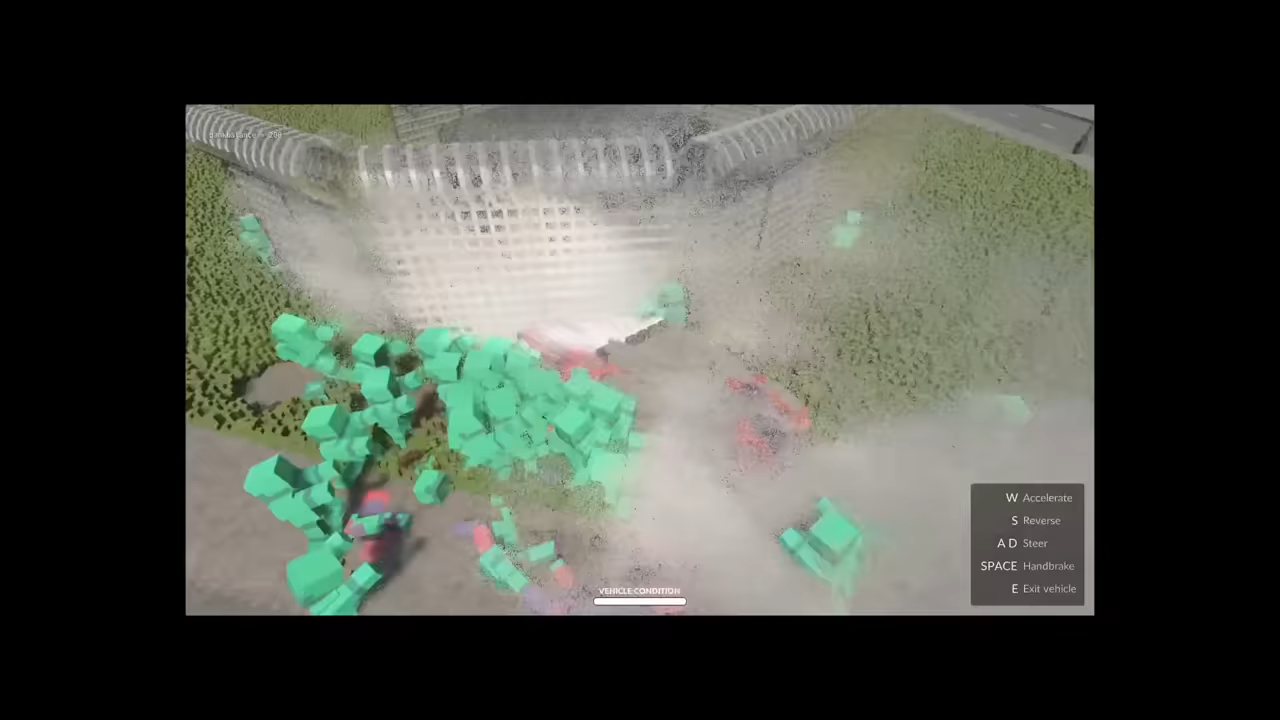 W Accelerate
S Reverse
A D Steer
SPACE Handbrake
E Exit vehicle
VEHICLE CONDITION